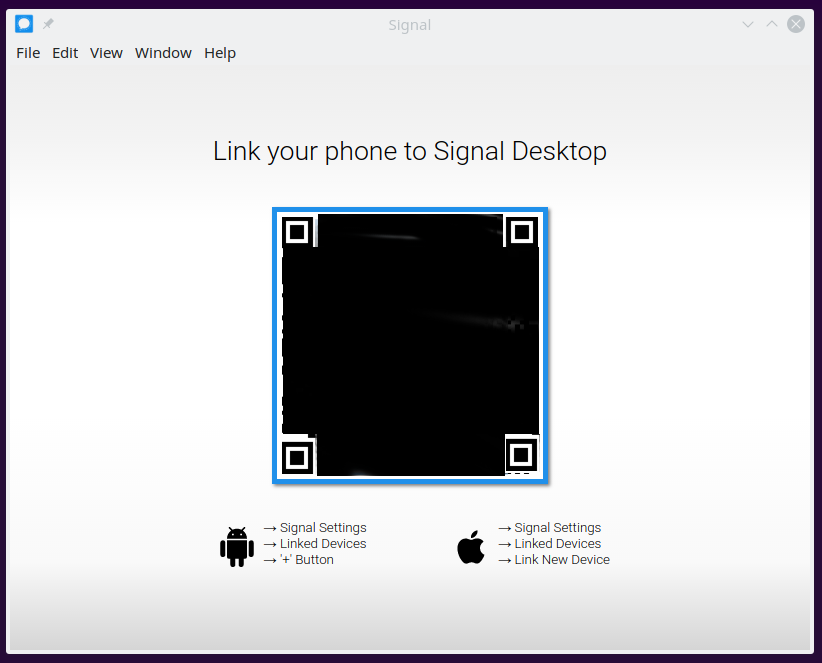 Signal
File Edit View Window Help
Link your phone to Signal Desktop
→ Signal Settings
→ Linked Devices
→ '+' Button
→ Signal Settings
→ Linked Devices
→ Link New Device